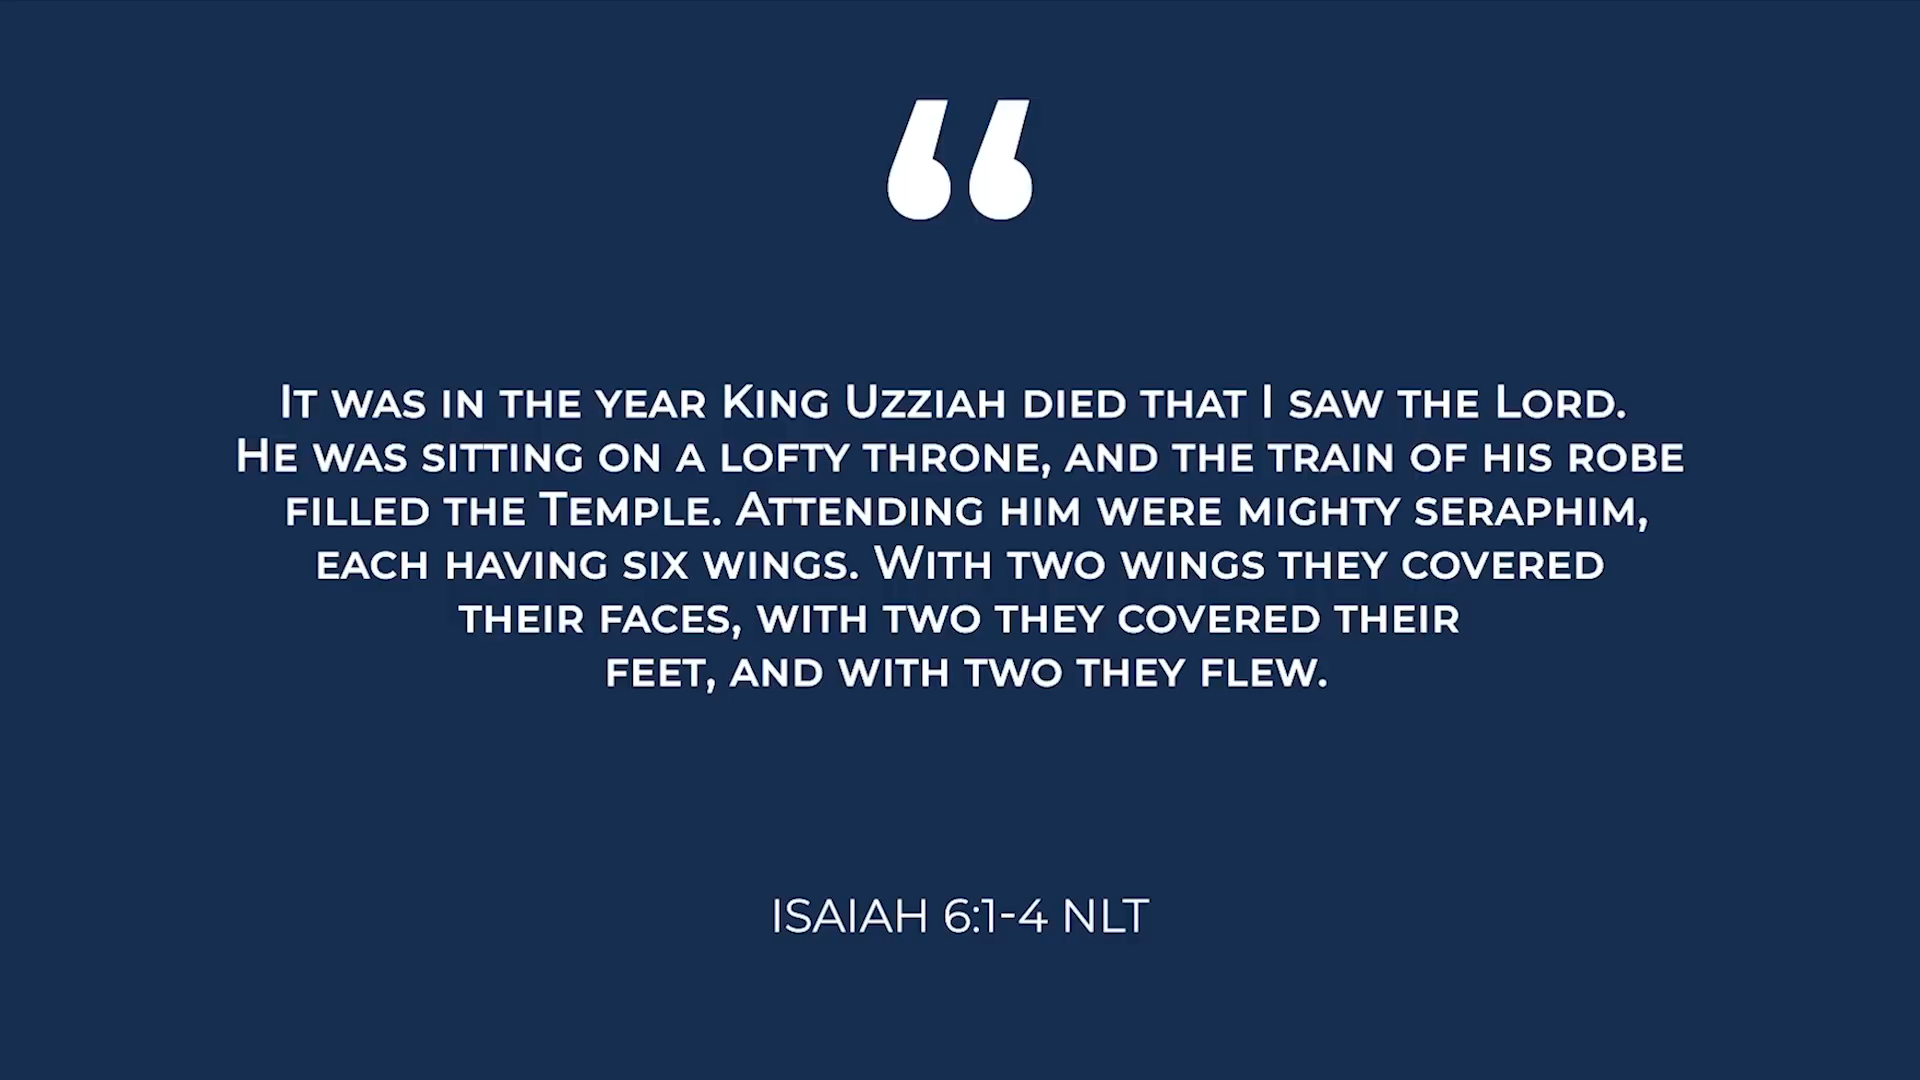 “
It was in the year King Uzziah died that I saw the Lord.
He was sitting on a lofty throne, and the train of his robe
filled the Temple. Attending him were mighty seraphim,
each having six wings. With two wings they covered
their faces, with two they covered their
feet, and with two they flew.
ISAIAH 6:1-4 NLT